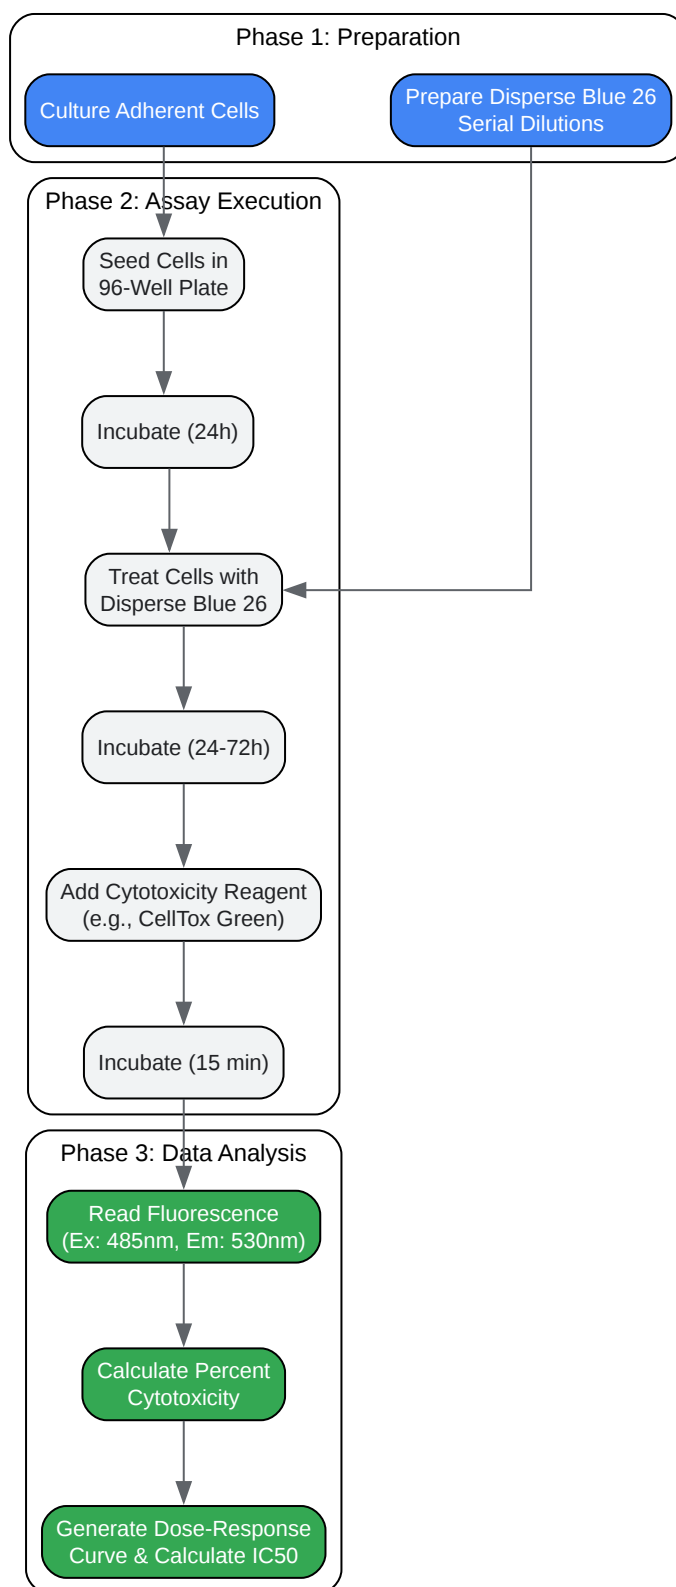 Phase 1: Preparation
Culture Adherent Cells
Prepare Disperse Blue 26
Serial Dilutions
Phase 2: Assay Execution
Seed Cells in
96-Well Plate
Incubate (24h)
Treat Cells with
Disperse Blue 26
Incubate (24-72h)
Add Cytotoxicity Reagent
(e.g., CellTox Green)
Incubate (15 min)
Phase 3: Data Analysis
Read Fluorescence
(Ex: 485nm, Em: 530nm)
Calculate Percent
Cytotoxicity
Generate Dose-Response
Curve & Calculate IC50